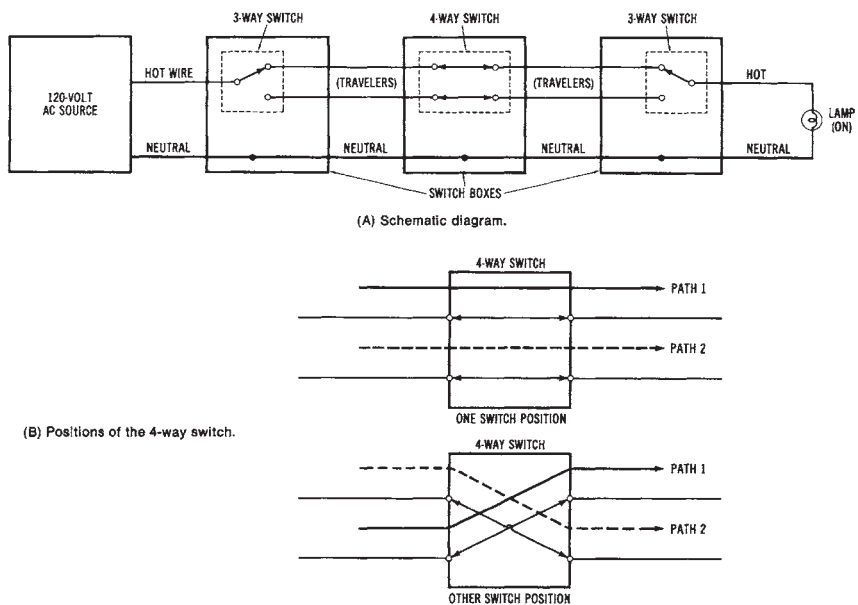 3-WAY SWITCH
4-WAY SWITCH
3-WAY SWITCH
120-VOLT
AC SOURCE
HOT WIRE
(TRAVELERS)
(TRAVELERS)
HOT
LAMP
(ON)
NEUTRAL
NEUTRAL
NEUTRAL
NEUTRAL
SWITCH BOXES
(A) Schematic diagram.
4-WAY SWITCH
PATH 1
PATH 2
ONE SWITCH POSITION
(B) Positions of the 4-way switch.
4-WAY SWITCH
PATH 1
PATH 2
OTHER SWITCH POSITION